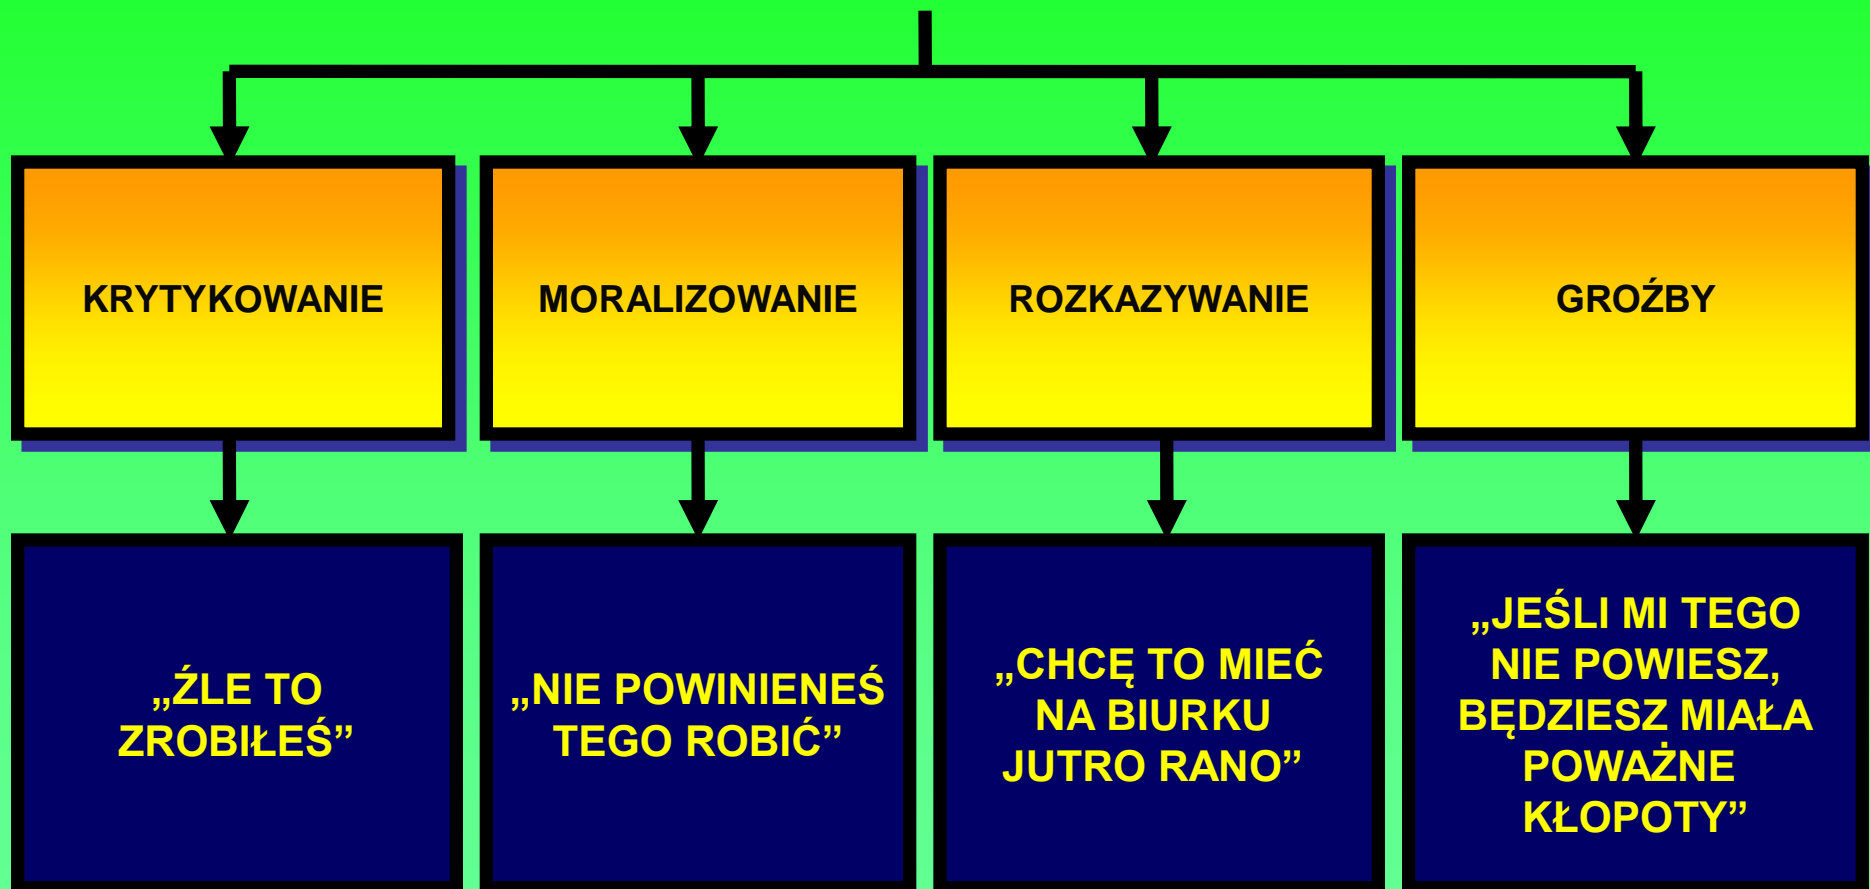 KRYTYKOWANIE
MORALIZOWANIE
ROZKAZYWANIE
GROŹBY
„ŹLE TO
ZROBIŁEŚ”
„NIE POWINIENEŚ
TEGO ROBIĆ”
„CHCĘ TO MIEĆ
NA BIURKU
JUTRO RANO”
„JEŚLI MI TEGO
NIE POWIESZ,
BĘDZIESZ MIAŁA
POWAŻNE
KŁOPOTY”